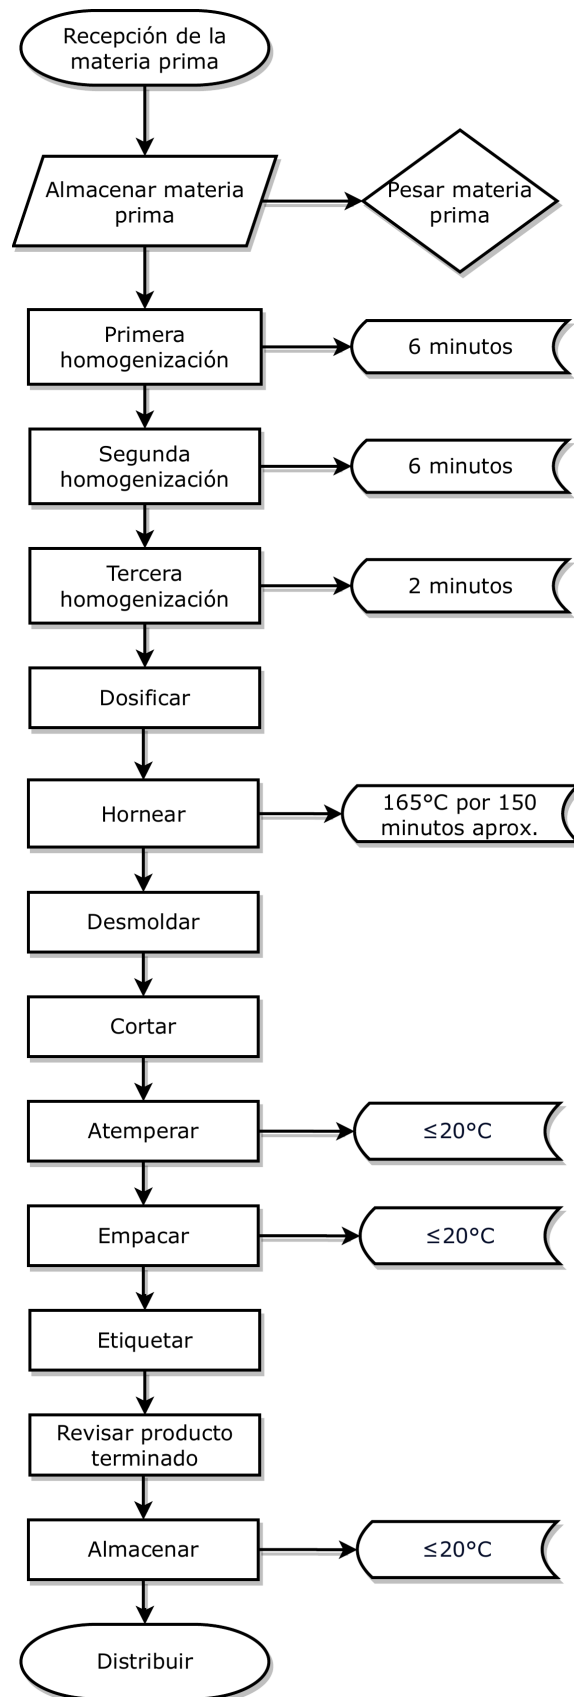 Recepción de la
materia prima
Almacenar materia
prima
Pesar materia
prima
Primera
homogenización
6 minutos
Segunda
homogenización
6 minutos
Tercera
homogenización
2 minutos
Dosificar
Hornear
165°C por 150
minutos aprox.
Desmoldar
Cortar
Atemperar
≤20°C
Empacar
≤20°C
Etiquetar
Revisar producto
terminado
Almacenar
≤20°C
Distribuir